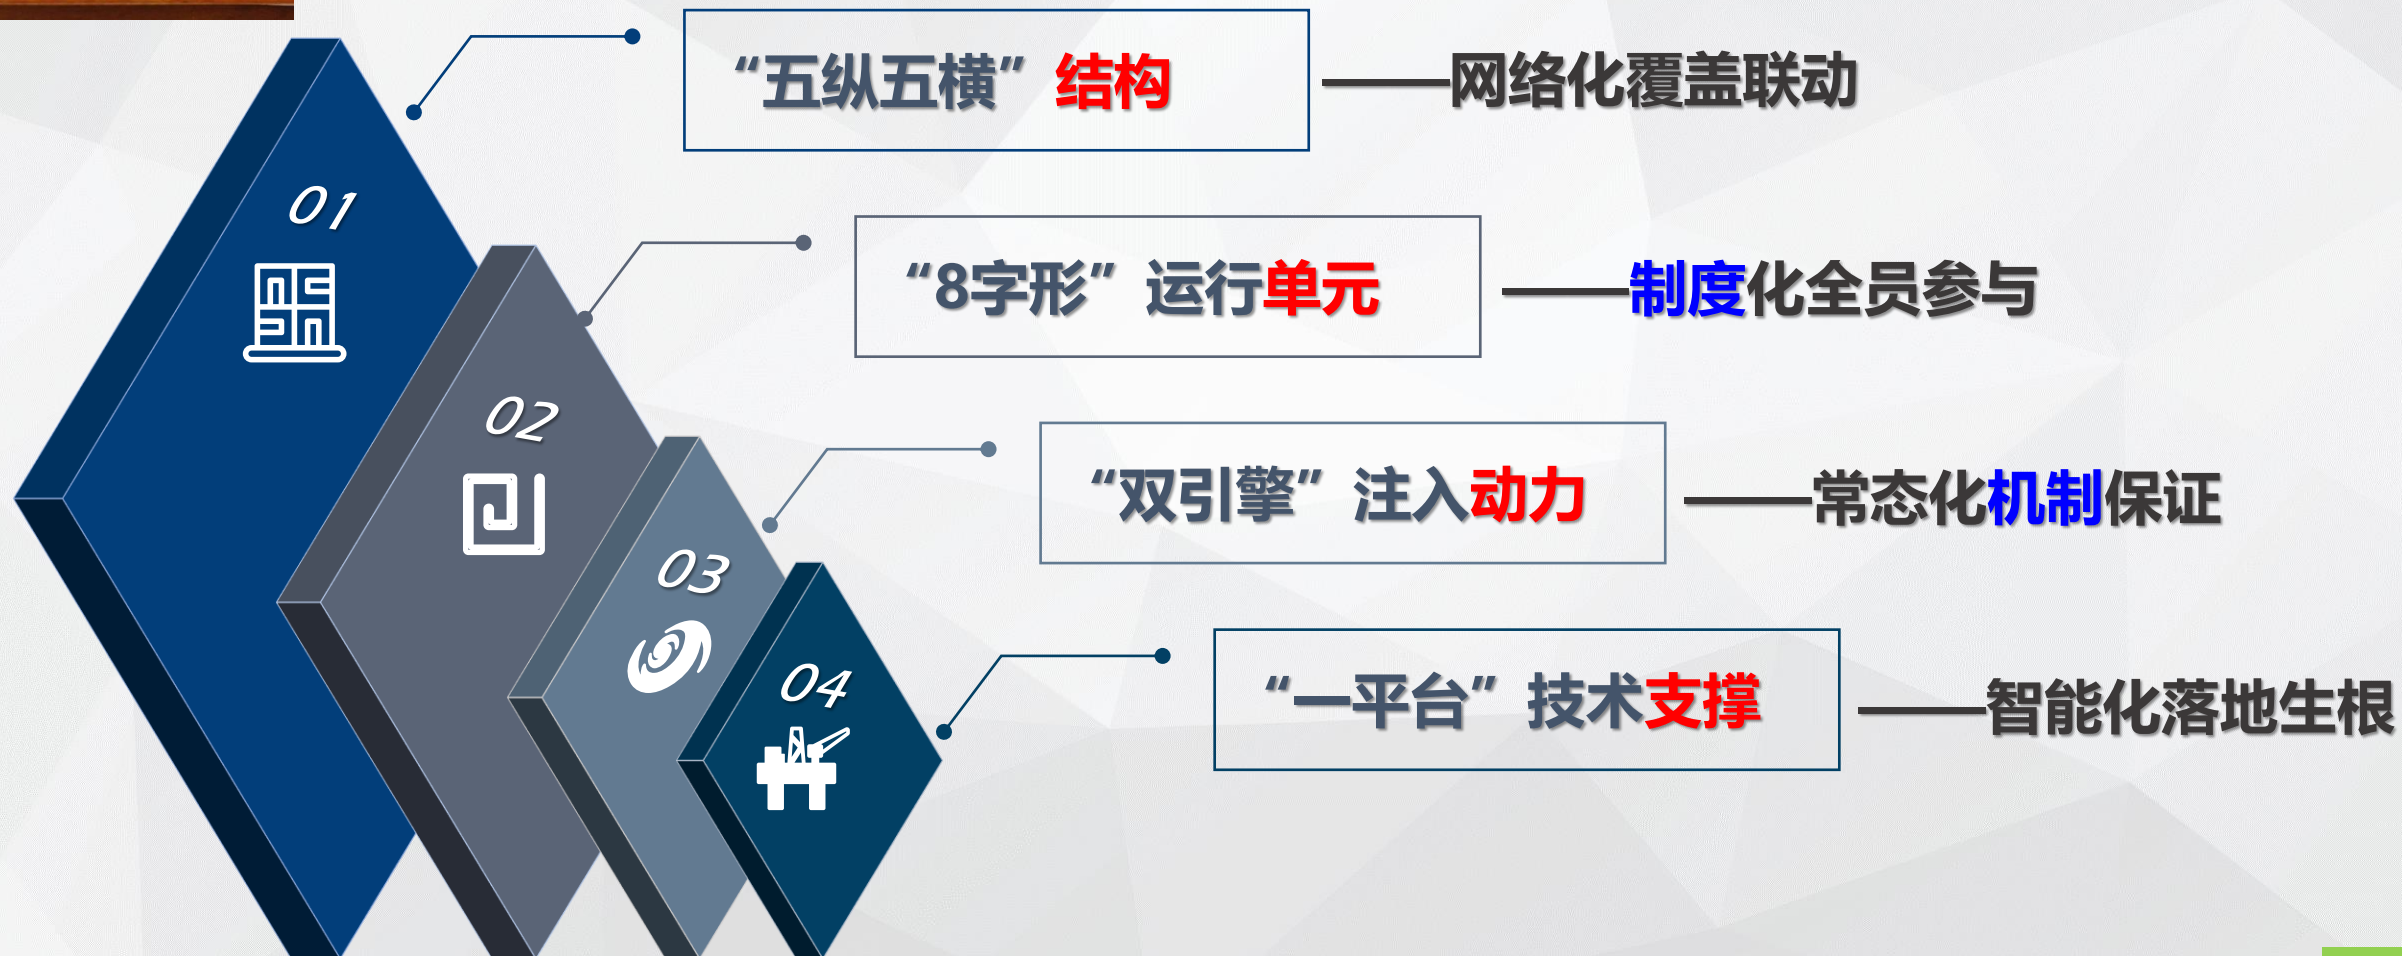 01
“五纵五横” 结构 ——网络化覆盖联动
02
“8字形” 运行单元 ——制度化全员参与
03
“双引擎” 注入动力 ——常态化机制保证
04
“一平台” 技术支撑 ——智能化落地生根